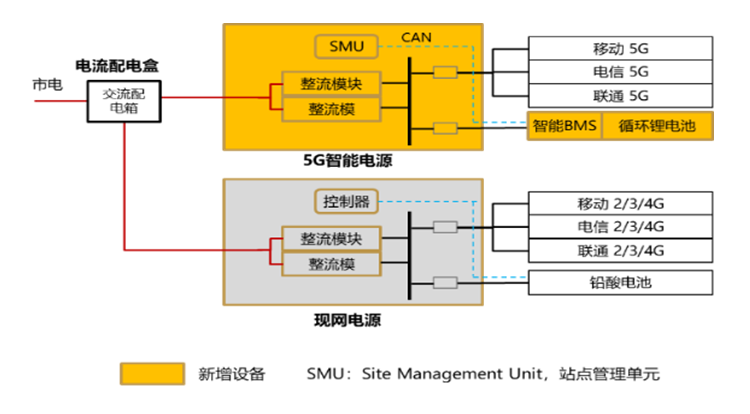 市电
电流配电盒
交流配
电箱
SMU
CAN
整流模块
整流模
移动 5G
电信 5G
联通 5G
智能BMS
循环锂电池
5G智能电源
控制器
整流模块
整流模
移动 2/3/4G
电信 2/3/4G
联通 2/3/4G
铅酸电池
现网电源
新增设备
SMU：Site Management Unit，站点管理单元